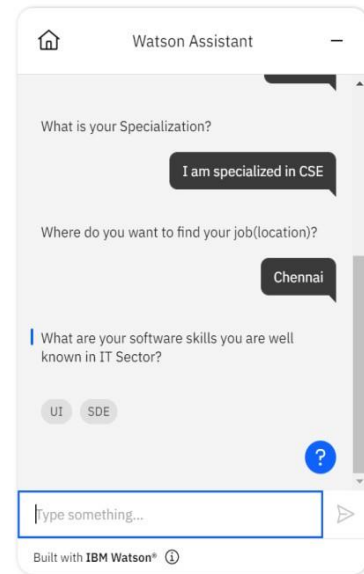 Watson Assistant
What is your Specialization?
I am specialized in CSE
Where do you want to find your job(location)?
Chennai
What are your software skills you are well
known in IT Sector?
UI SDE
?
Type something...
Built with IBM Watson®